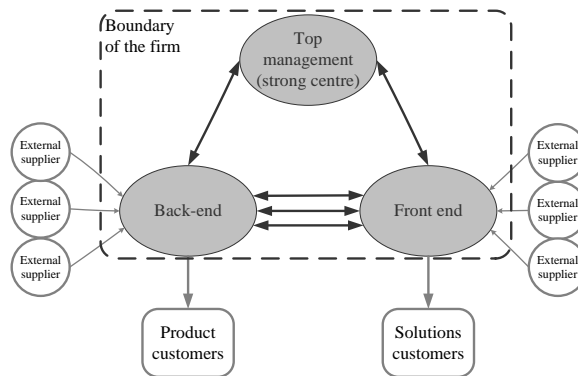 Boundary
of the firm
Top
management
(strong centre)
External
supplier
External
supplier
External
supplier
Back-end
Front end
External
supplier
External
supplier
External
supplier
Product
customers
Solutions
customers